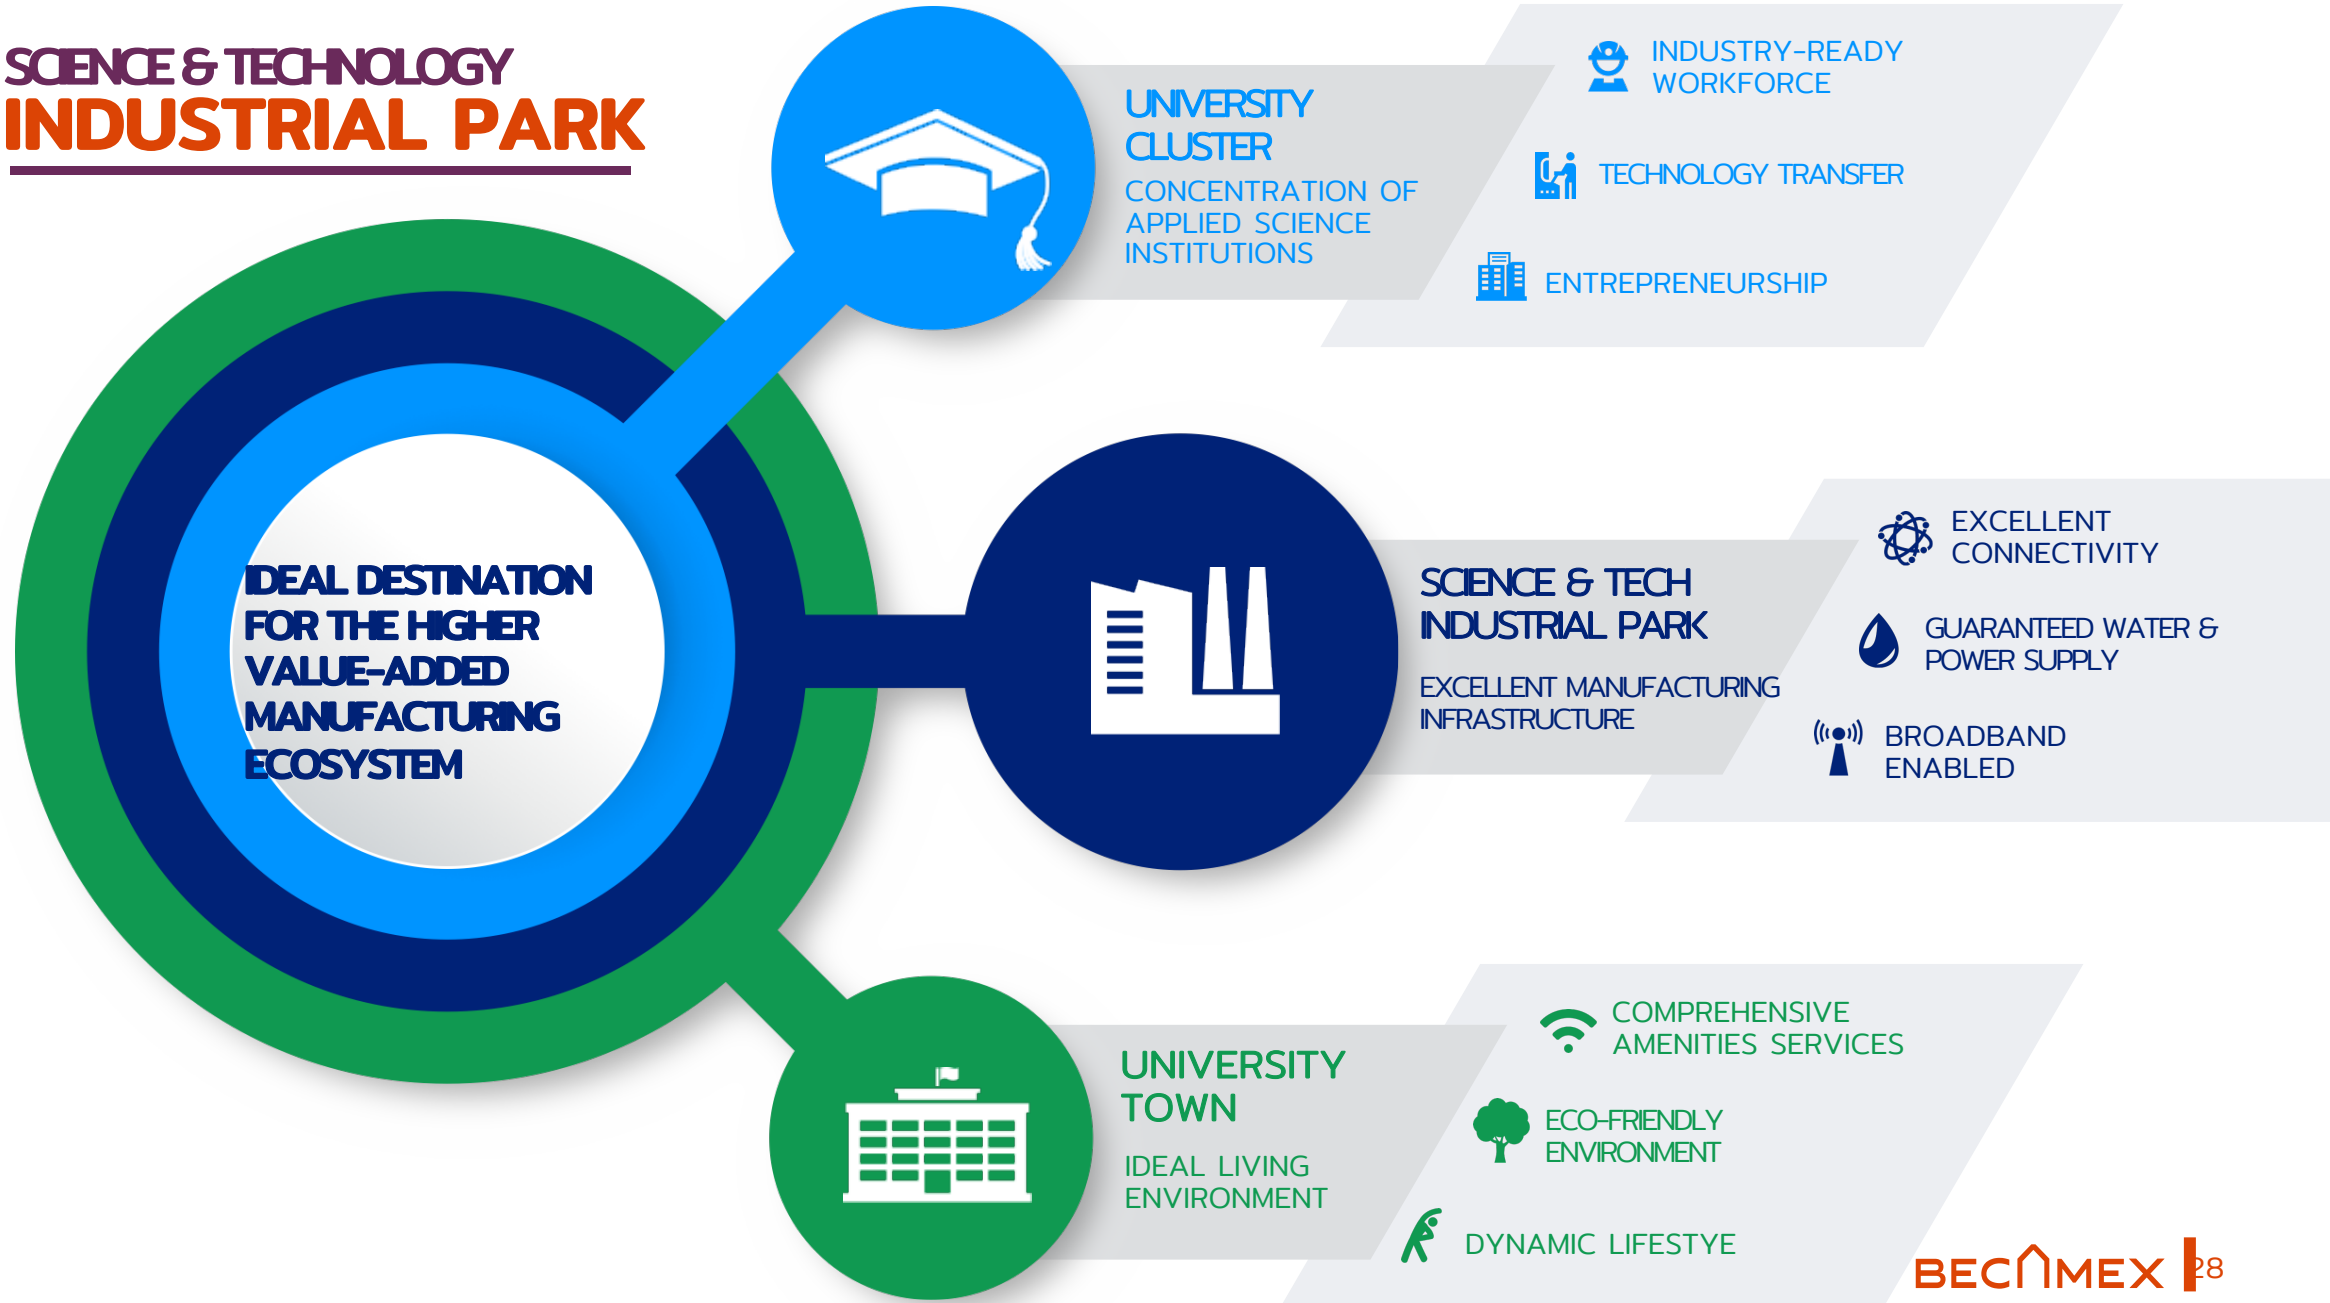 SCIENCE & TECHNOLOGY
INDUSTRIAL PARK
IDEAL DESTINATION
FOR THE HIGHER
VALUE-ADDED
MANUFACTURING
ECOSYSTEM
UNIVERSITY
CLUSTER
CONCENTRATION OF
APPLIED SCIENCE
INSTITUTIONS
INDUSTRY-READY
WORKFORCE
TECHNOLOGY TRANSFER
ENTREPRENEURSHIP
SCIENCE & TECH
INDUSTRIAL PARK
EXCELLENT MANUFACTURING
INFRASTRUCTURE
EXCELLENT
CONNECTIVITY
GUARANTEED WATER &
POWER SUPPLY
BROADBAND
ENABLED
UNIVERSITY
TOWN
IDEAL LIVING
ENVIRONMENT
COMPREHENSIVE
AMENITIES SERVICES
ECO-FRIENDLY
ENVIRONMENT
DYNAMIC LIFESTYE
BECAMEX
28